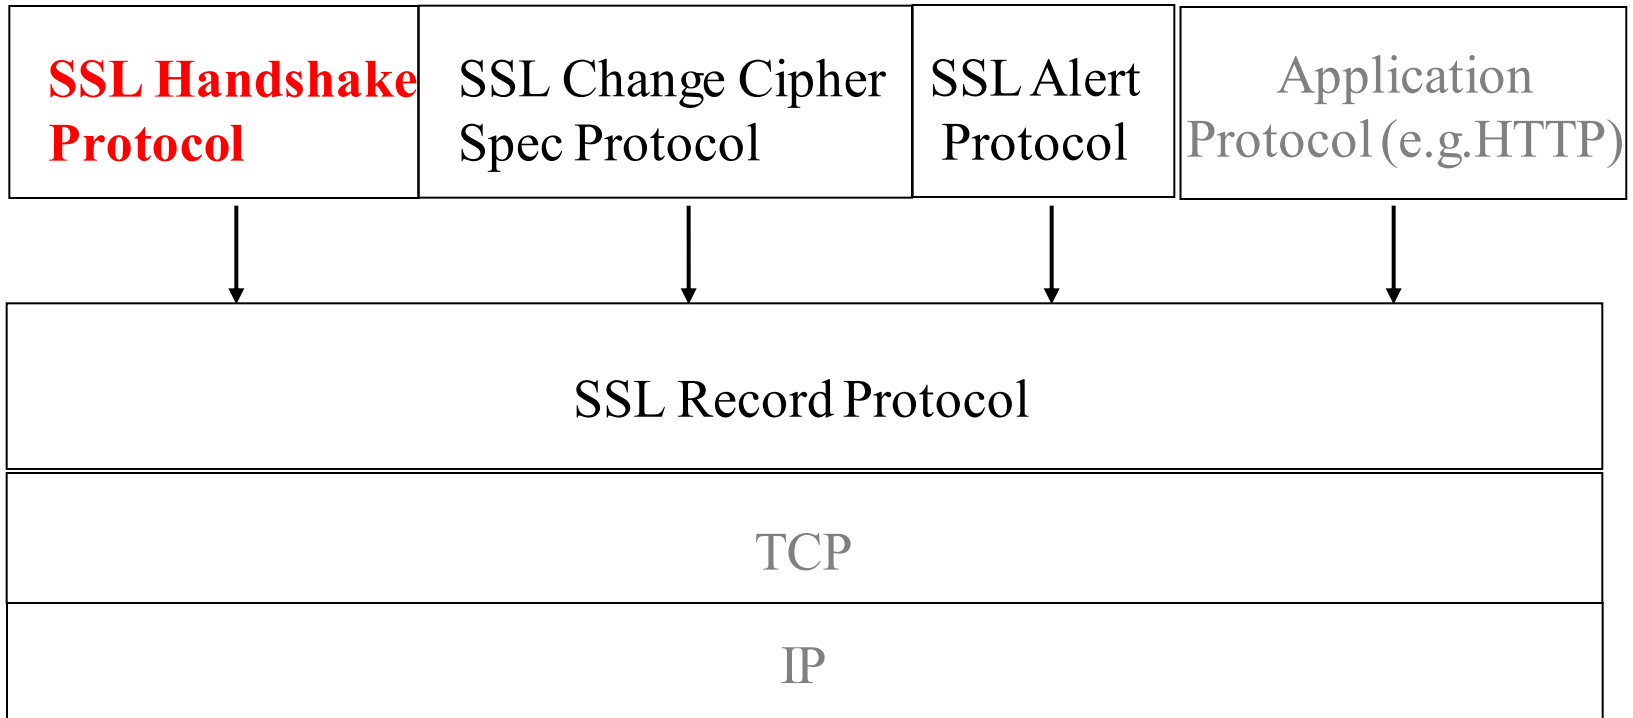 SSL Handshake
Protocol
SSL Change Cipher
Spec Protocol
SSL Alert
Protocol
Application
Protocol (e.g.HTTP)
SSL Record Protocol
TCP
IP